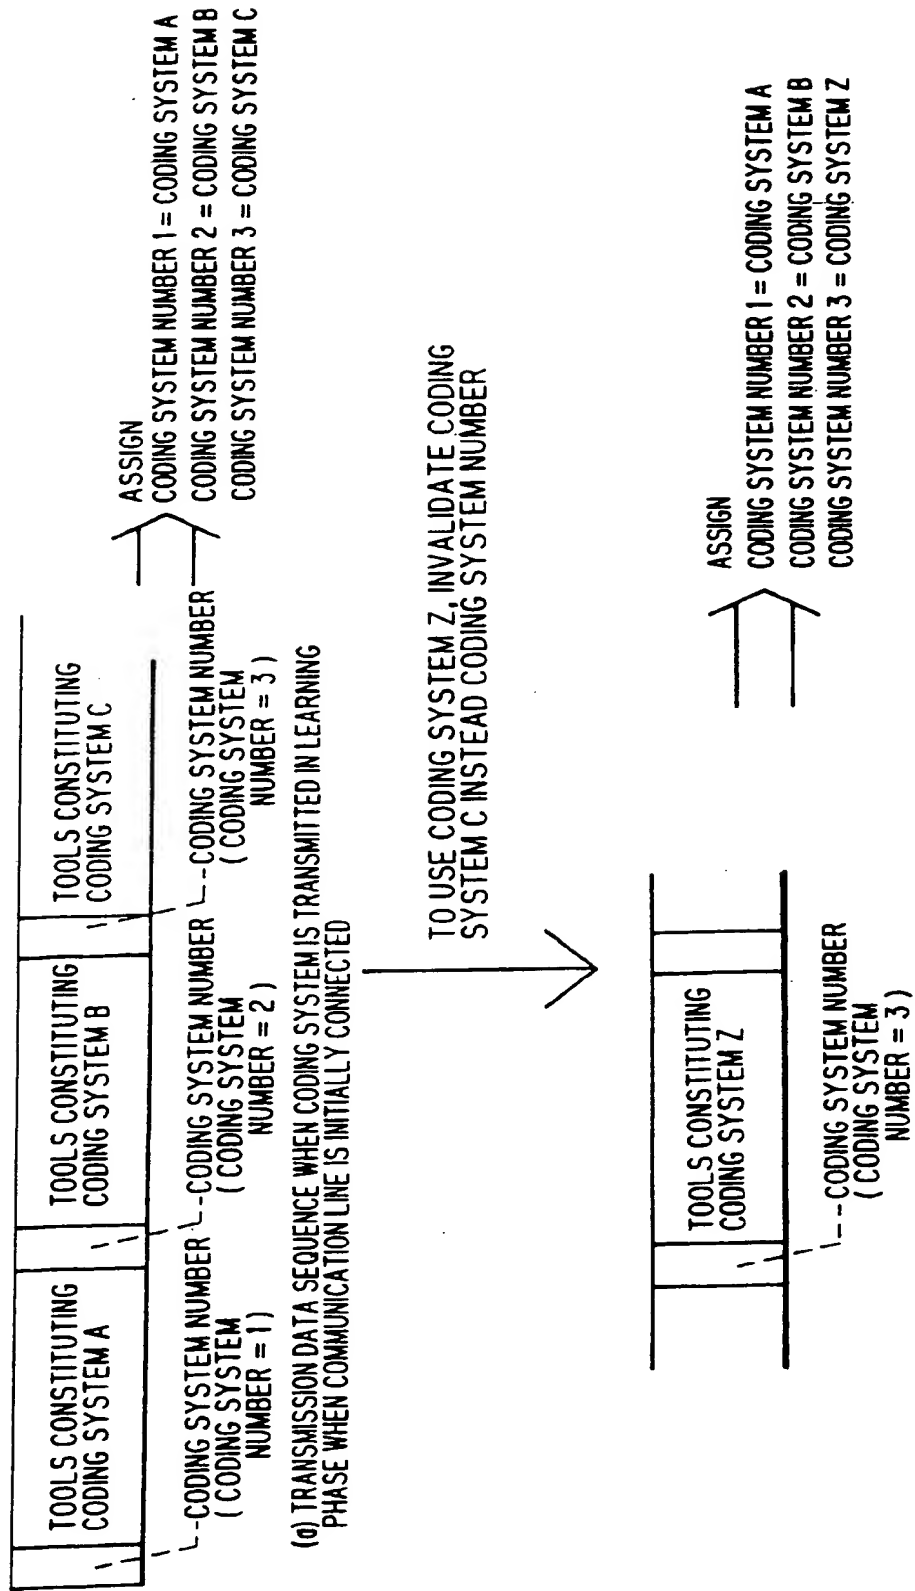 TOOLS CONSTITUTING
CODING SYSTEM A
TOOLS CONSTITUTING
CODING SYSTEM B
TOOLS CONSTITUTING
CODING SYSTEM C
CODING SYSTEM NUMBER
( CODING SYSTEM
NUMBER = 1)
CODING SYSTEM NUMBER
( CODING SYSTEM
NUMBER = 2)
CODING SYSTEM NUMBER
( CODING SYSTEM
NUMBER = 3)
ASSIGN
CODING SYSTEM NUMBER 1 = CODING SYSTEM A
CODING SYSTEM NUMBER 2 = CODING SYSTEM B
CODING SYSTEM NUMBER 3 = CODING SYSTEM C
(a) TRANSMISSION DATA SEQUENCE WHEN CODING SYSTEM IS TRANSMITTED IN LEARNING
PHASE WHEN COMMUNICATION LINE IS INITIALLY CONNECTED
TO USE CODING SYSTEM Z, INVALIDATE CODING
SYSTEM C INSTEAD CODING SYSTEM NUMBER
TOOLS CONSTITUTING
CODING SYSTEM Z
CODING SYSTEM NUMBER
( CODING SYSTEM
NUMBER = 3)
ASSIGN
CODING SYSTEM NUMBER 1 = CODING SYSTEM A
CODING SYSTEM NUMBER 2 = CODING SYSTEM B
CODING SYSTEM NUMBER 3 = CODING SYSTEM Z